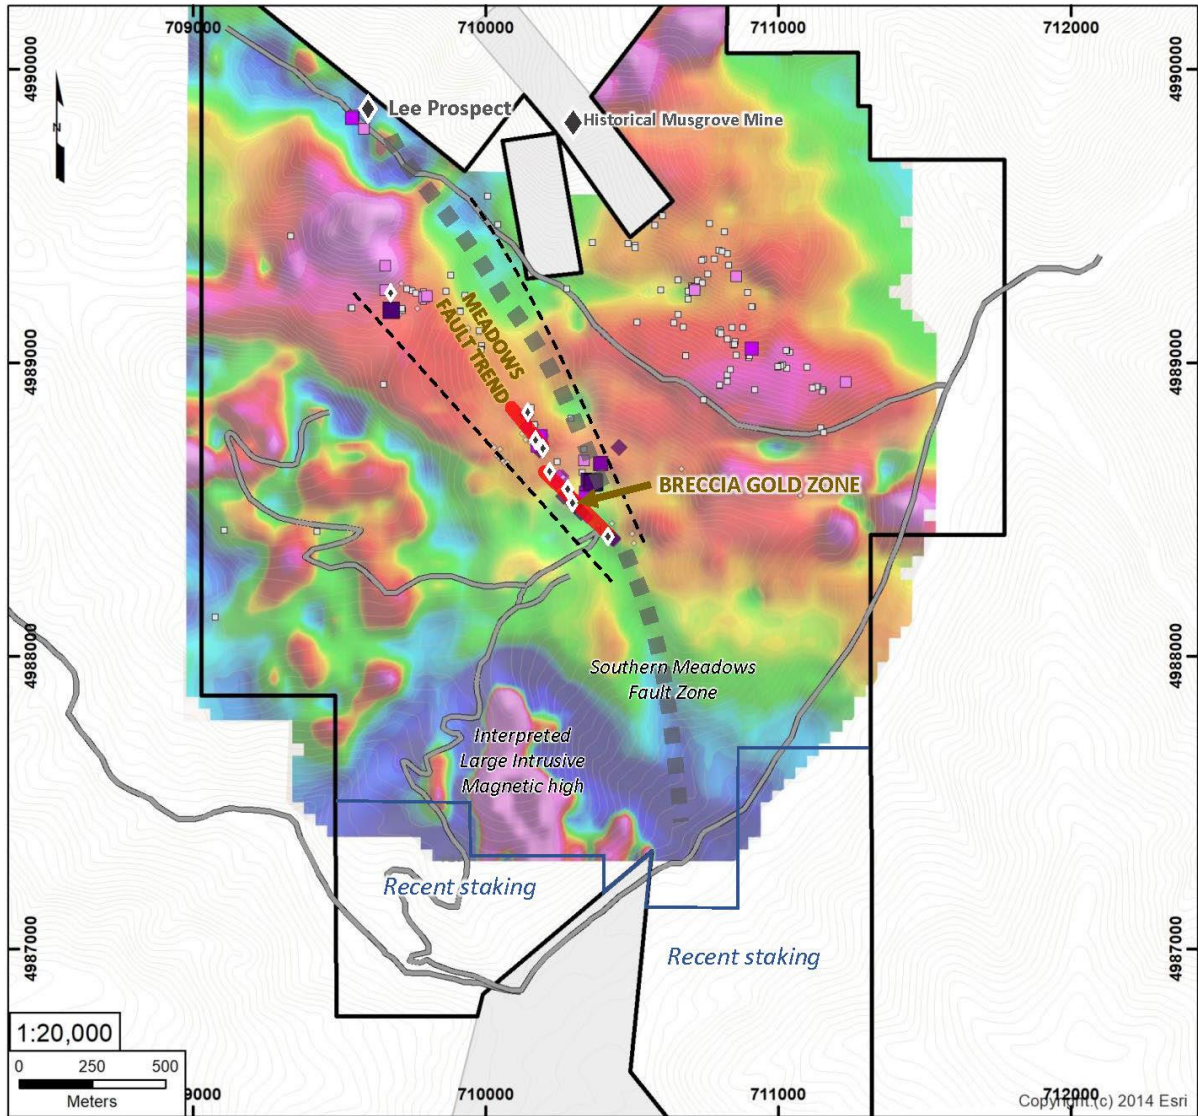 709000
710000
711000
712000
4990000
4990000
N
Lee Prospect
Historical Musgrove Mine
4989000
4989000
MEADOWS
FAULT TREND
BRECCIA GOLD ZONE
4988000
4988000
Southern Meadows
Fault Zone
Interpreted
Large Intrusive
Magnetic high
Recent staking
Recent staking
4987000
4987000
1:20,000
0 250 500
Meters
709000
710000
711000
712000
Copyright:(c) 2014 Esri